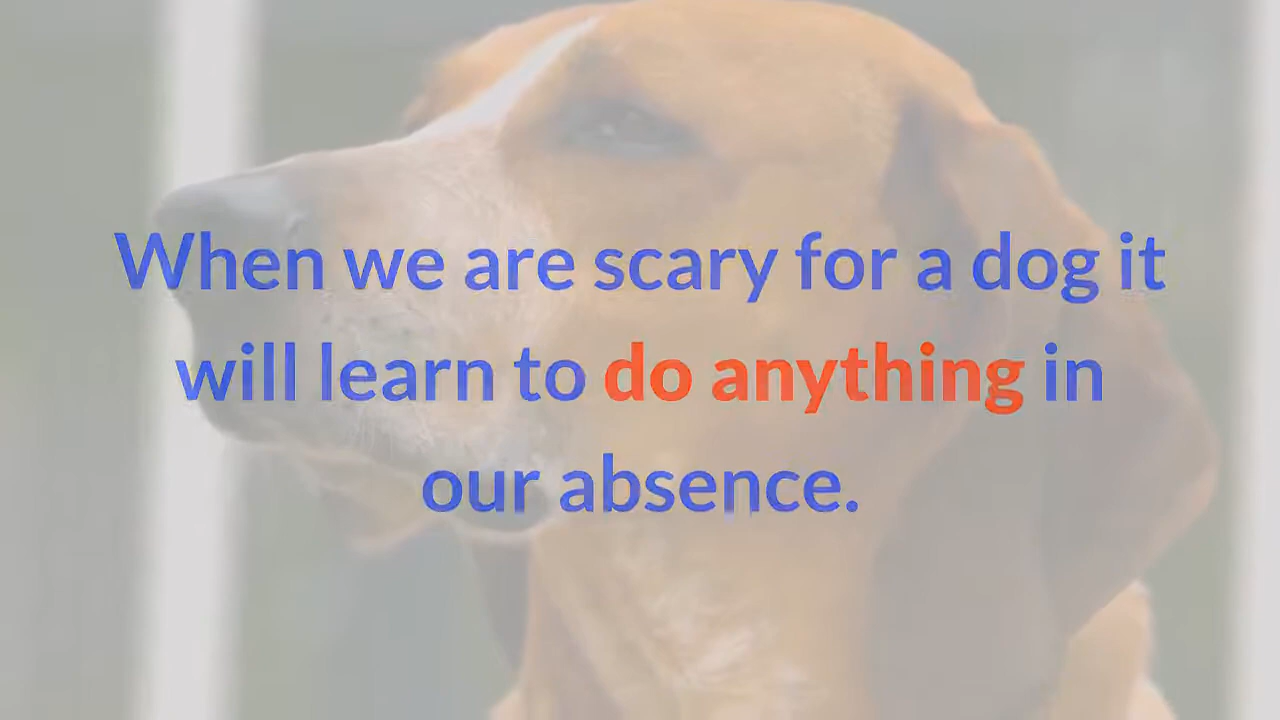 When we are scary for a dog it
will learn to do anything in
our absence.